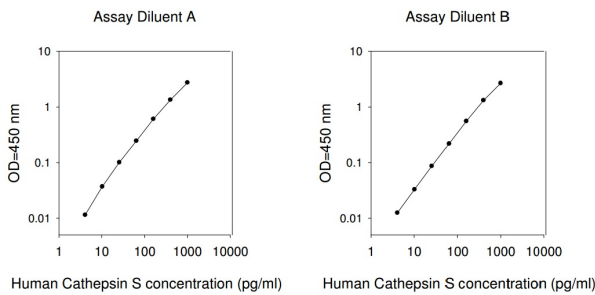 Assay Diluent A
10
1
0.1
0.01
OD=450 nm
1 10 100 1000 10000
Human Cathepsin S concentration (pg/ml)
Assay Diluent B
10
1
0.1
0.01
OD=450 nm
1 10 100 1000 10000
Human Cathepsin S concentration (pg/ml)